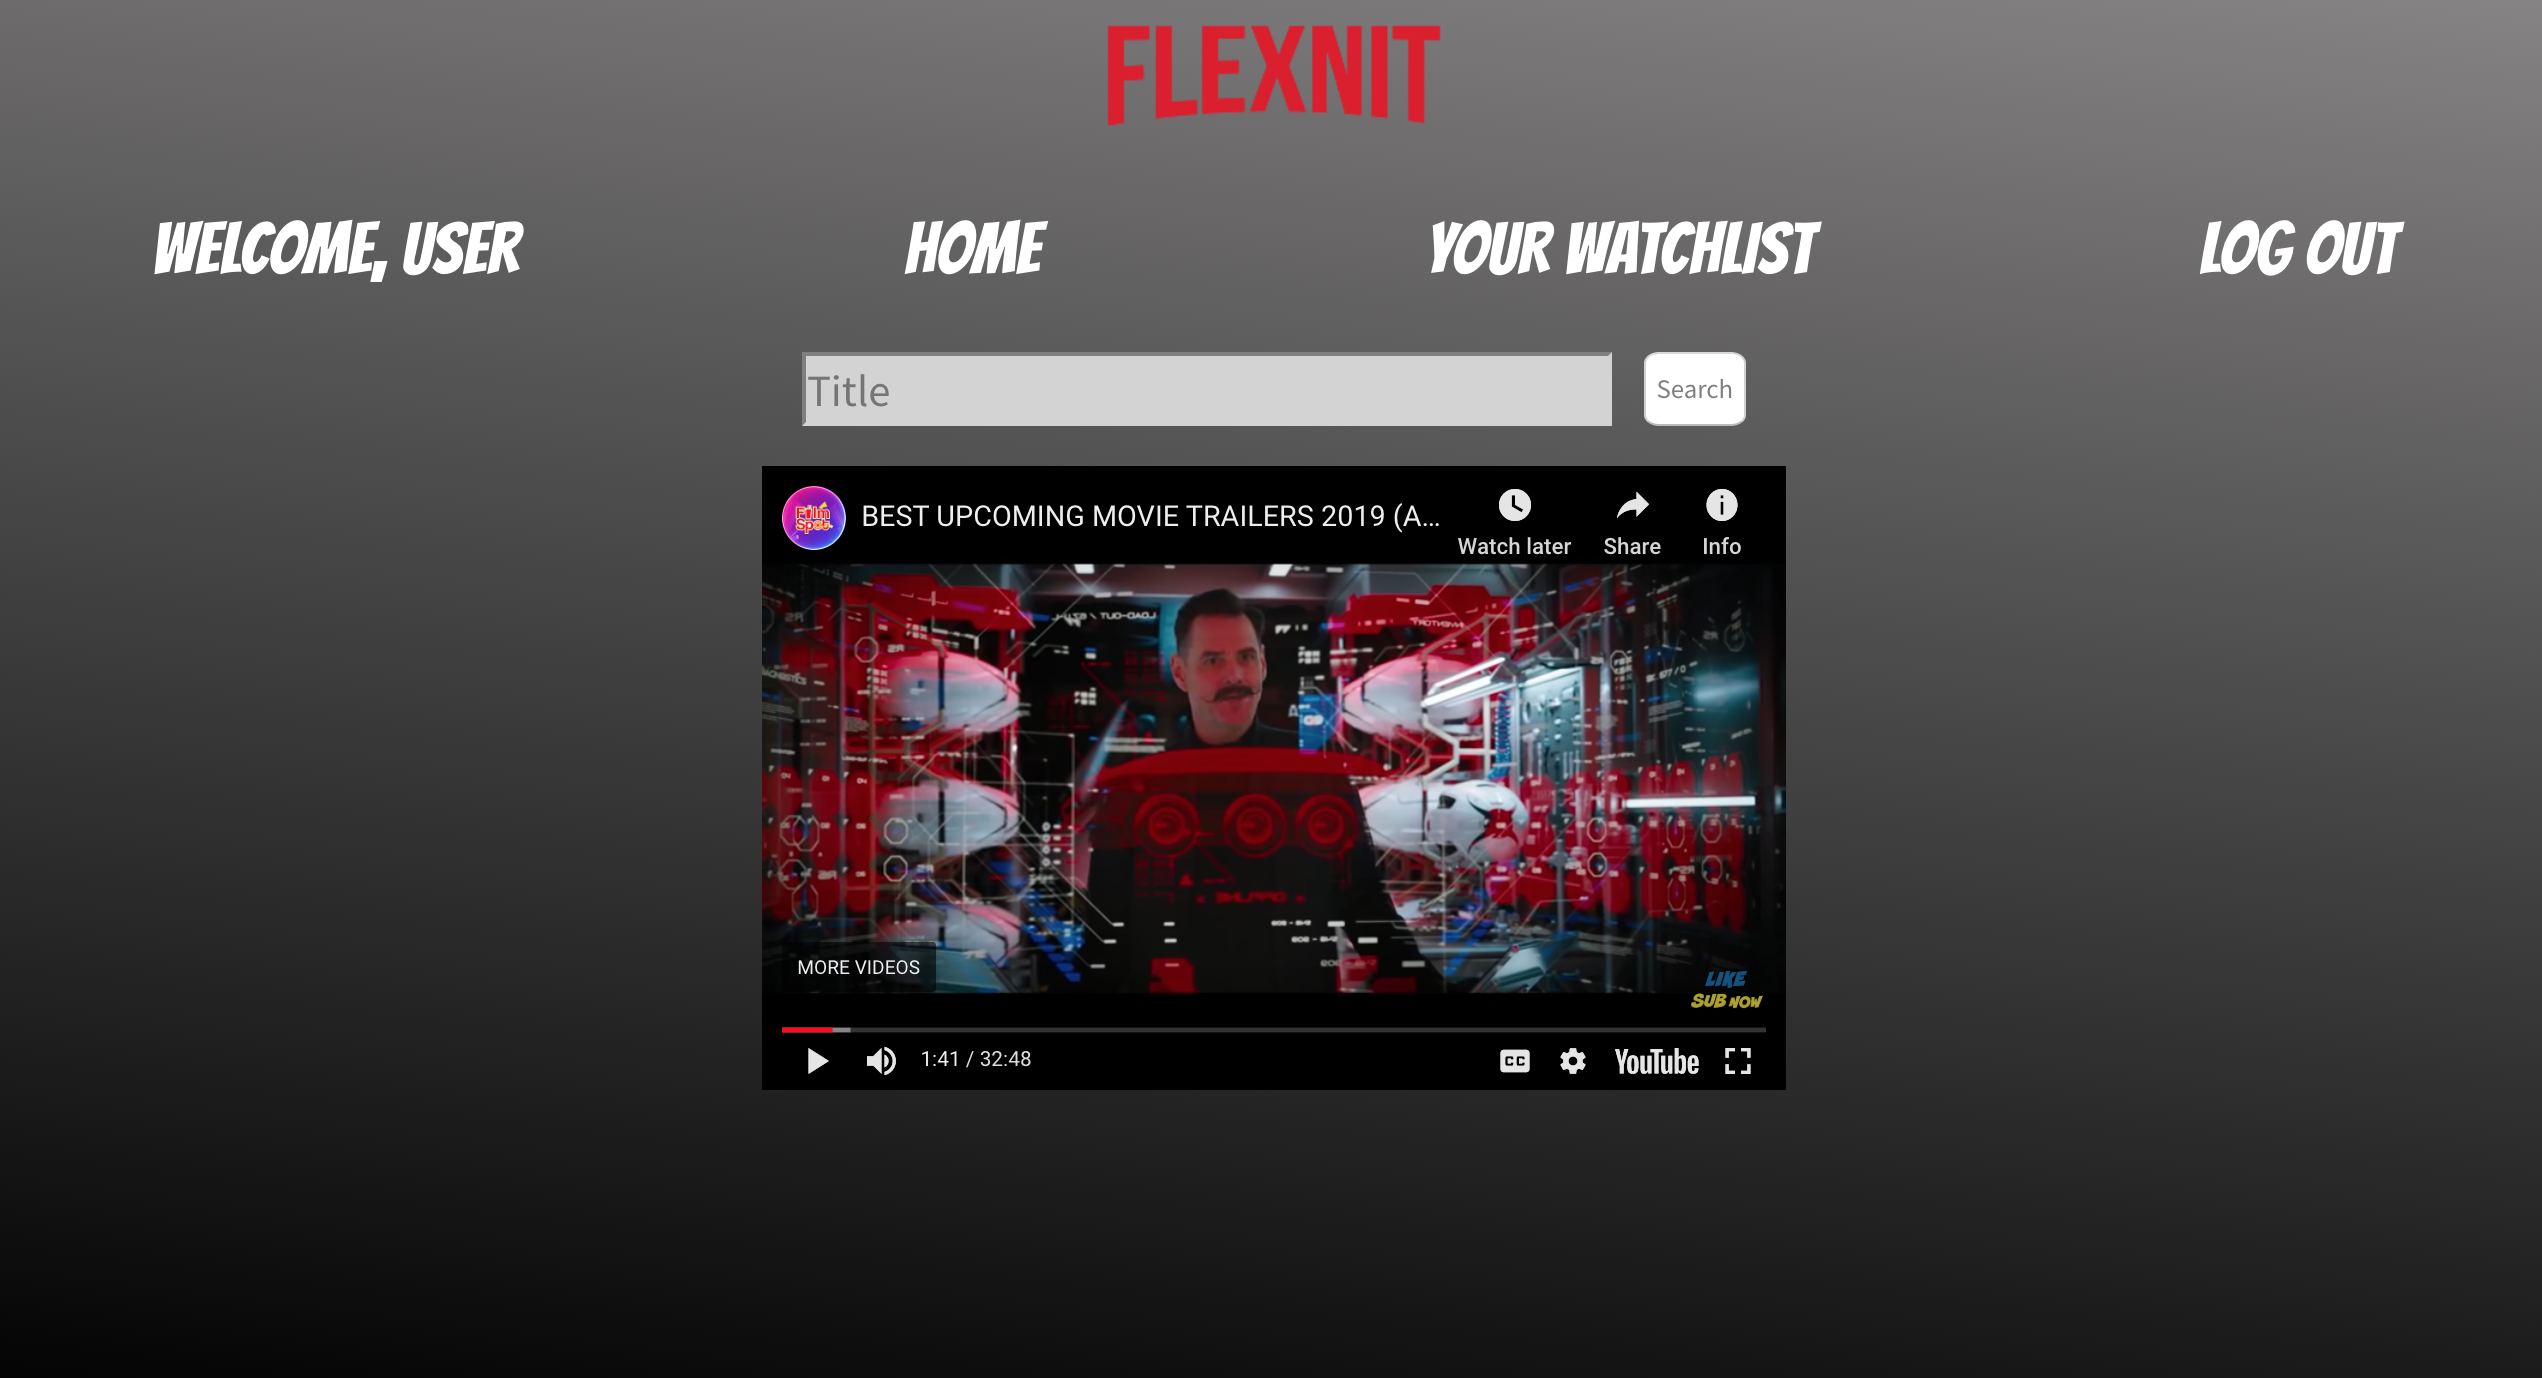 FLEXNIT
WELCOME, USER
HOME
YOUR WATCHLIST
LOG OUT
Title
Search
Film Spot
BEST UPCOMING MOVIE TRAILERS 2019 (A...
Watch later
Share
Info
MORE VIDEOS
LIKE
SUB NOW
1:41 / 32:48
CC
YouTube